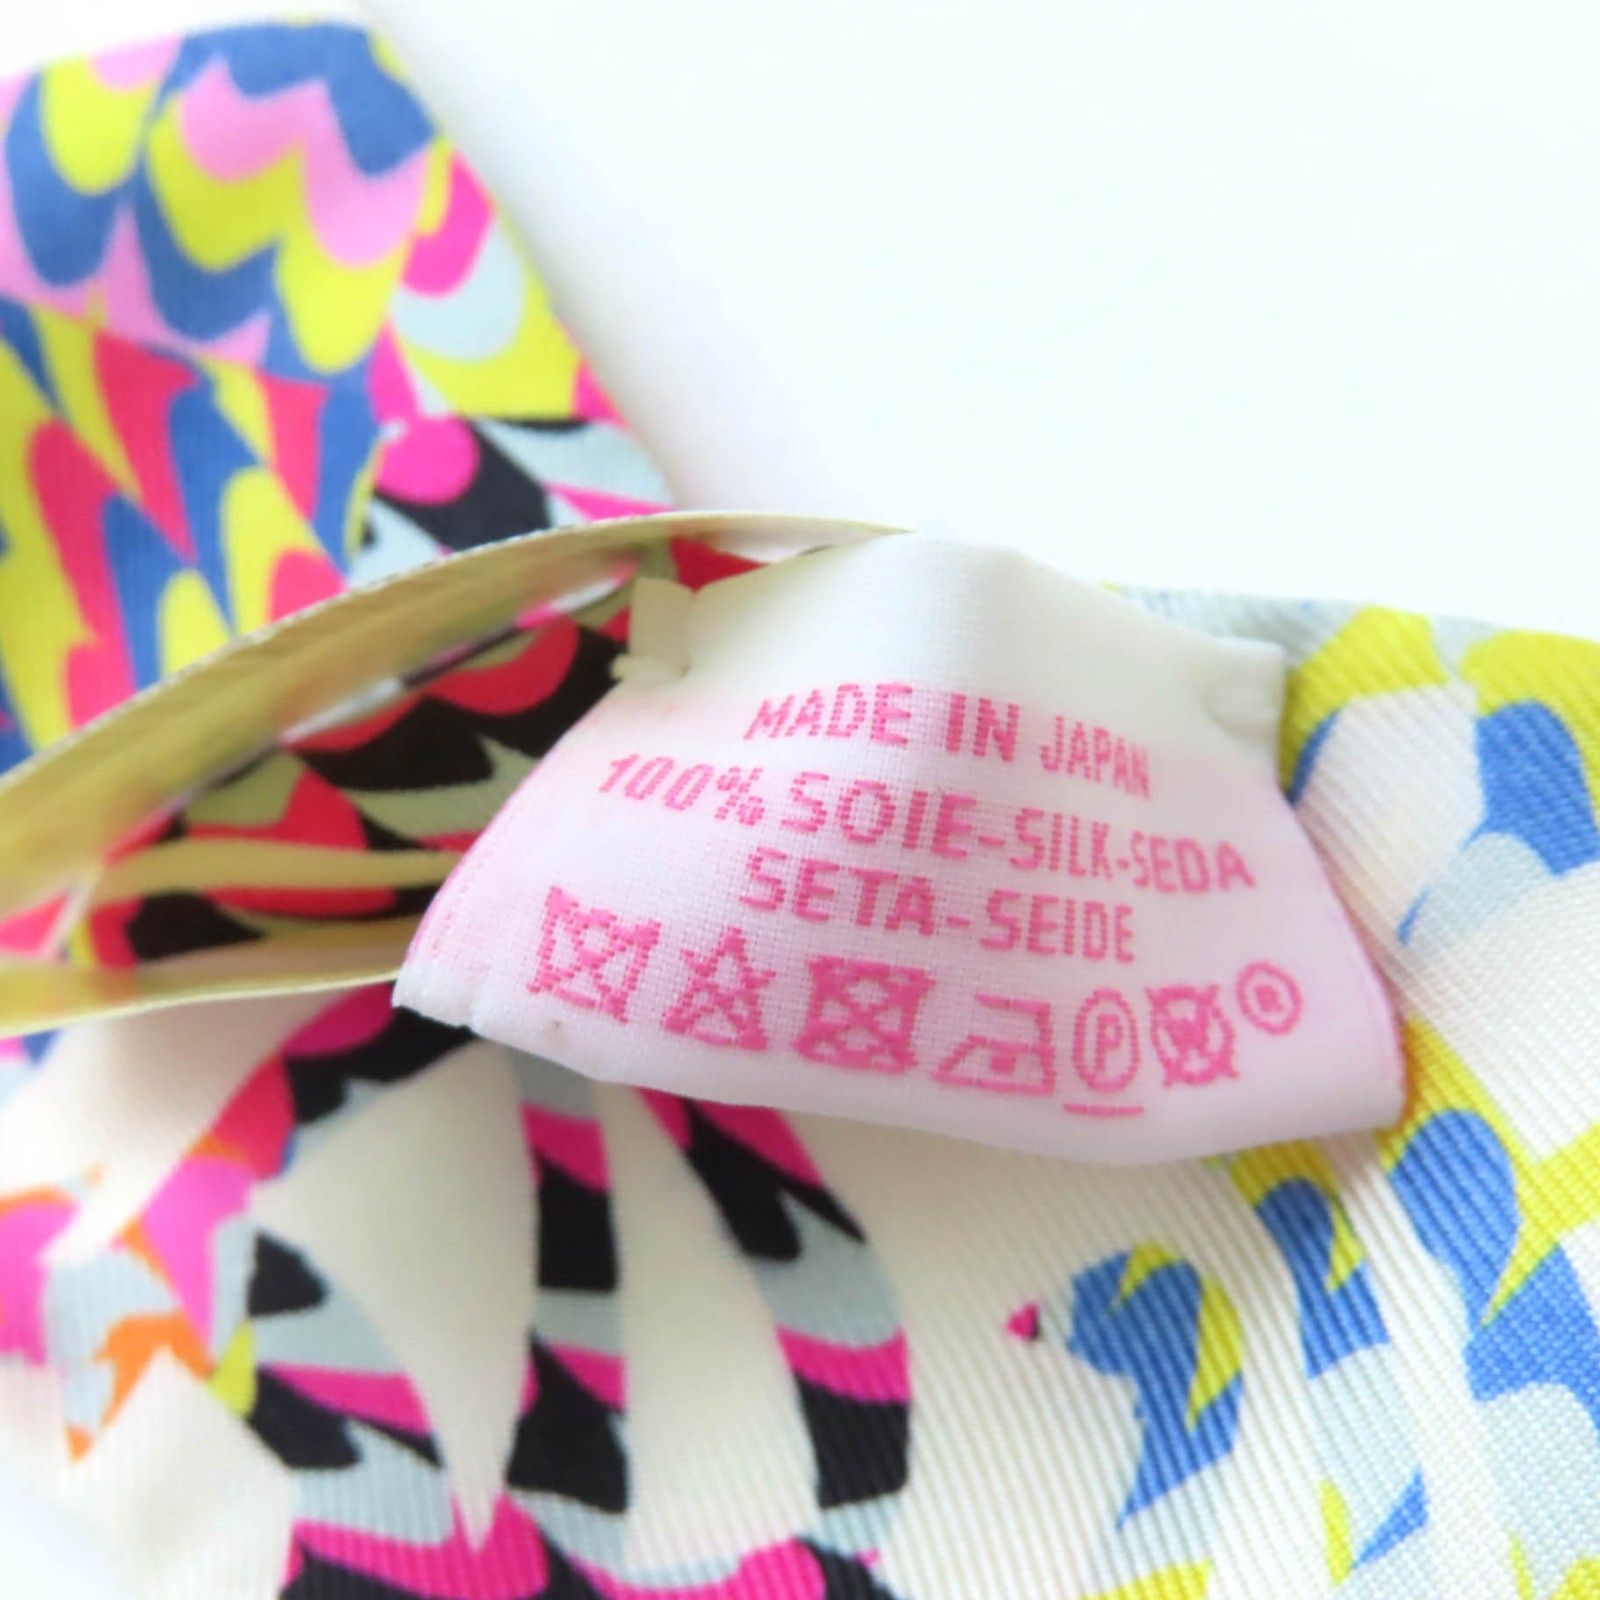 MADE IN JAPAN
100% SOIE-SILK-SEDA
SETA-SEIDE
P W ®